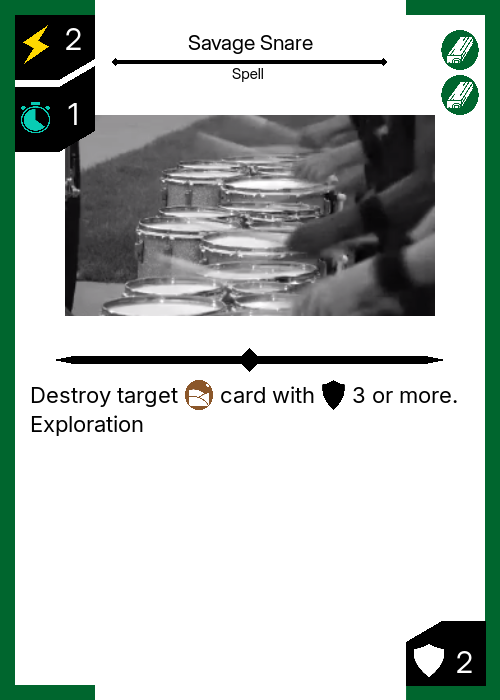 2
Savage Snare
Spell
1
Destroy target card with 3 or more.
Exploration
2